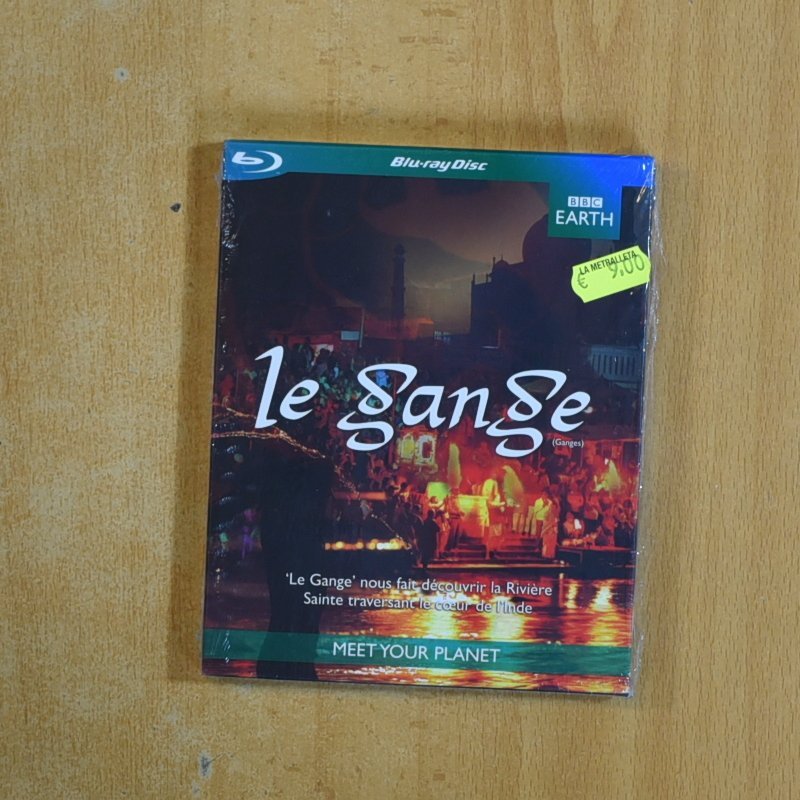 Blu-ray Disc
BBC
EARTH
LA METRALLETA
€ 9,00
le gange
(Ganges)
'Le Gange' nous fait découvrir la Rivière
Sainte traversant le cœur de l'Inde
MEET YOUR PLANET